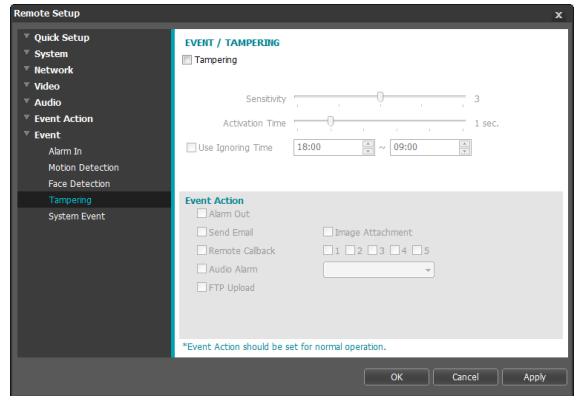 Remote Setup x
Quick Setup
System
Network
Video
Audio
Event Action
Event
Alarm In
Motion Detection
Face Detection
Tampering
System Event
EVENT / TAMPERING
Tampering
Sensitivity 3
Activation Time 1 sec.
Use Ignoring Time 18:00 ~ 09:00
Event Action
Alarm Out
Send Email Image Attachment
Remote Callback 1 2 3 4 5
Audio Alarm
FTP Upload
*Event Action should be set for normal operation.
OK Cancel Apply